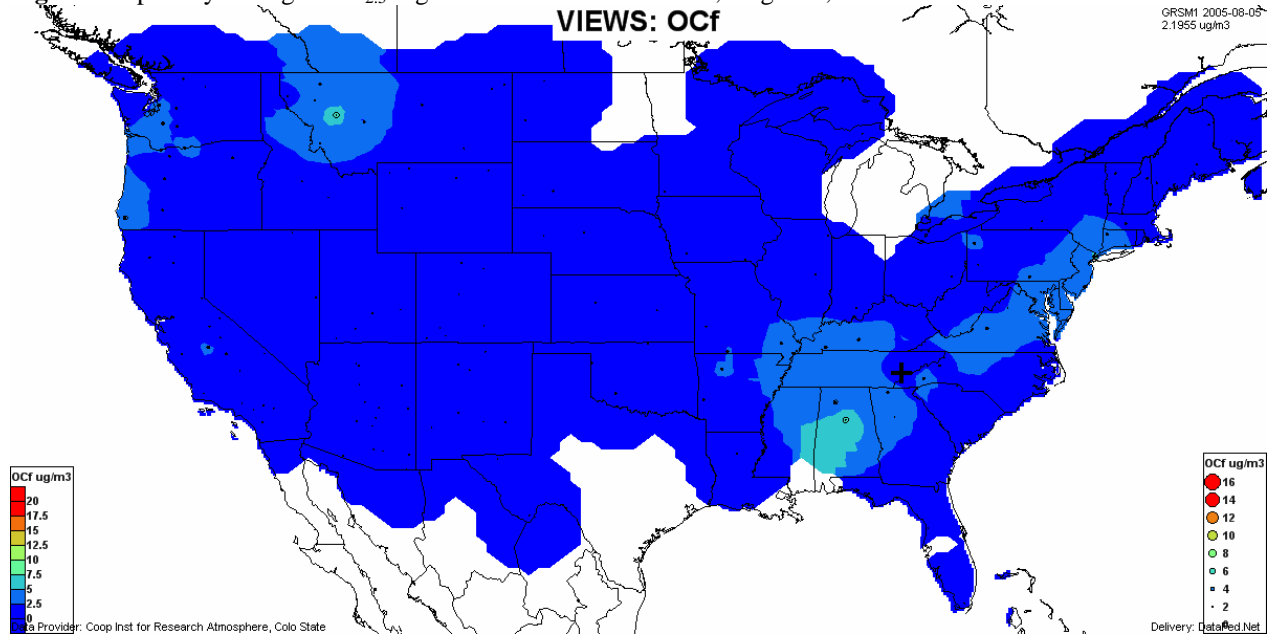 VIEWS: OCf
GRSM1 2005-08-05
2.1955 ug/m3
OCf ug/m3
20
17.5
15
12.5
10
7.5
5
2.5
0
OCf ug/m3
16
14
12
10
8
6
4
2
Provider: Coop Inst for Research Atmosphere, Colo State
Delivery: DataFed.Net